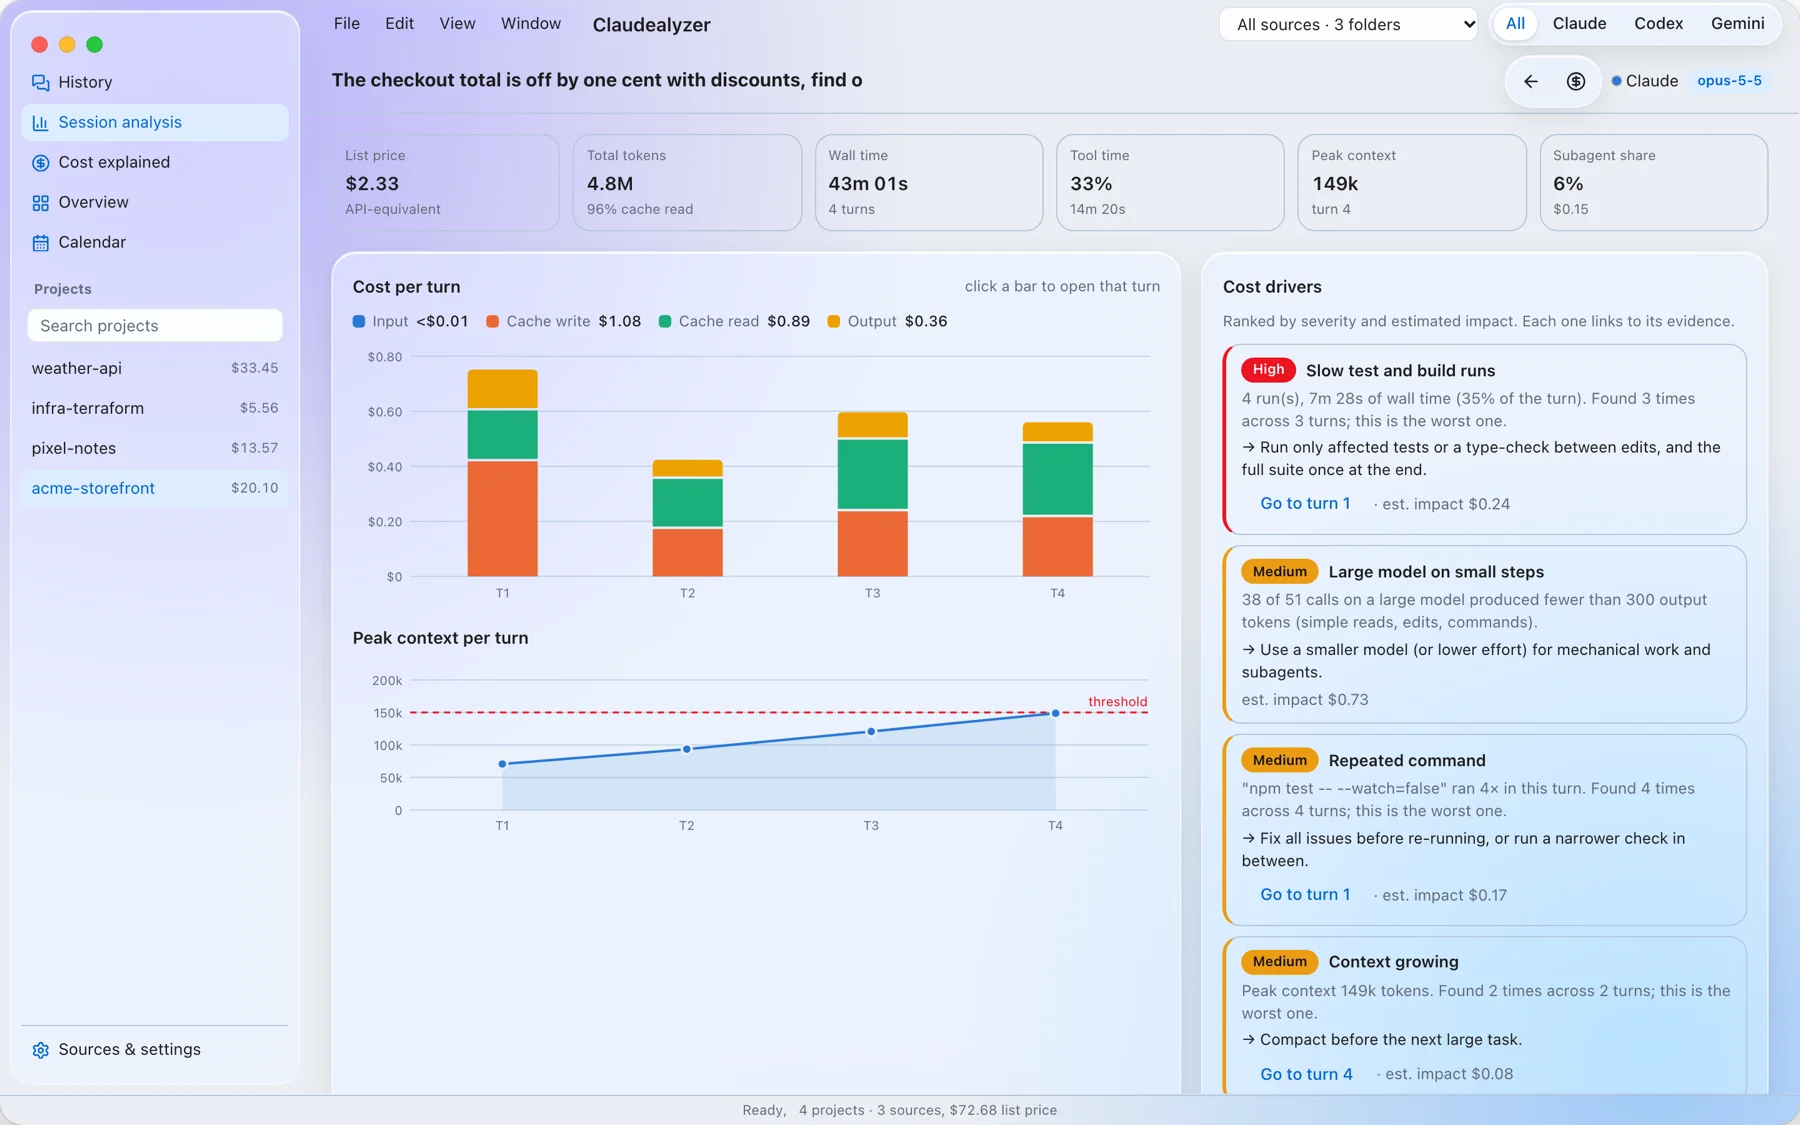 File Edit View Window Claudealyzer
All sources · 3 folders
All Claude Codex Gemini
History
Session analysis
Cost explained
Overview
Calendar
Projects
Search projects
weather-api $33.45
infra-terraform $5.56
pixel-notes $13.57
acme-storefront $20.10
Sources & settings
The checkout total is off by one cent with discounts, find o
Claude opus-5-5
List price
$2.33
API-equivalent
Total tokens
4.8M
96% cache read
Wall time
43m 01s
4 turns
Tool time
33%
14m 20s
Peak context
149k
turn 4
Subagent share
6%
$0.15
Cost per turn
click a bar to open that turn
Input <$0.01 Cache write $1.08 Cache read $0.89 Output $0.36
$0.80
$0.60
$0.40
$0.20
$0
T1 T2 T3 T4
Peak context per turn
200k
threshold
150k
100k
50k
0
T1 T2 T3 T4
Cost drivers
Ranked by severity and estimated impact. Each one links to its evidence.
High Slow test and build runs
4 run(s), 7m 28s of wall time (35% of the turn). Found 3 times
across 3 turns; this is the worst one.
→ Run only affected tests or a type-check between edits, and the
full suite once at the end.
Go to turn 1 · est. impact $0.24
Medium Large model on small steps
38 of 51 calls on a large model produced fewer than 300 output
tokens (simple reads, edits, commands).
→ Use a smaller model (or lower effort) for mechanical work and
subagents.
est. impact $0.73
Medium Repeated command
"npm test -- --watch=false" ran 4× in this turn. Found 4 times
across 4 turns; this is the worst one.
→ Fix all issues before re-running, or run a narrower check in
between.
Go to turn 1 · est. impact $0.17
Medium Context growing
Peak context 149k tokens. Found 2 times across 2 turns; this is the
worst one.
→ Compact before the next large task.
Go to turn 4 · est. impact $0.08
Ready, 4 projects · 3 sources, $72.68 list price